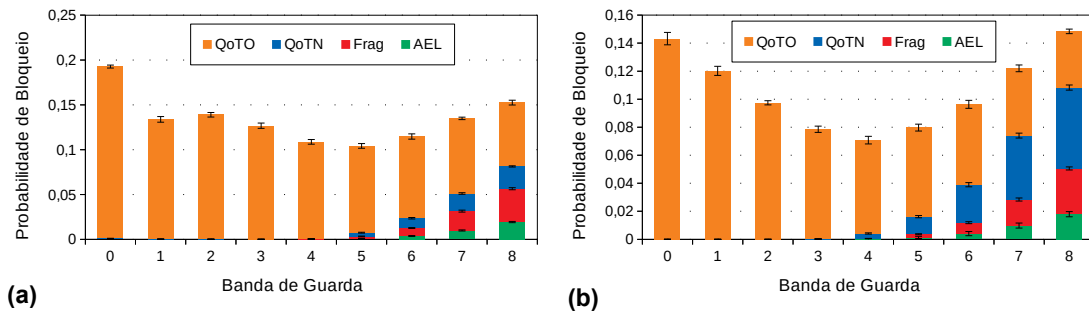 0,25
0,2
0,15
0,1
0,05
0
Probabilidade de Bloqueio
QoTO QoTN Frag AEL
0 1 2 3 4 5 6 7 8
Banda de Guarda
(a)
0,16
0,14
0,12
0,1
0,08
0,06
0,04
0,02
0
Probabilidade de Bloqueio
QoTO QoTN Frag AEL
0 1 2 3 4 5 6 7 8
Banda de Guarda
(b)